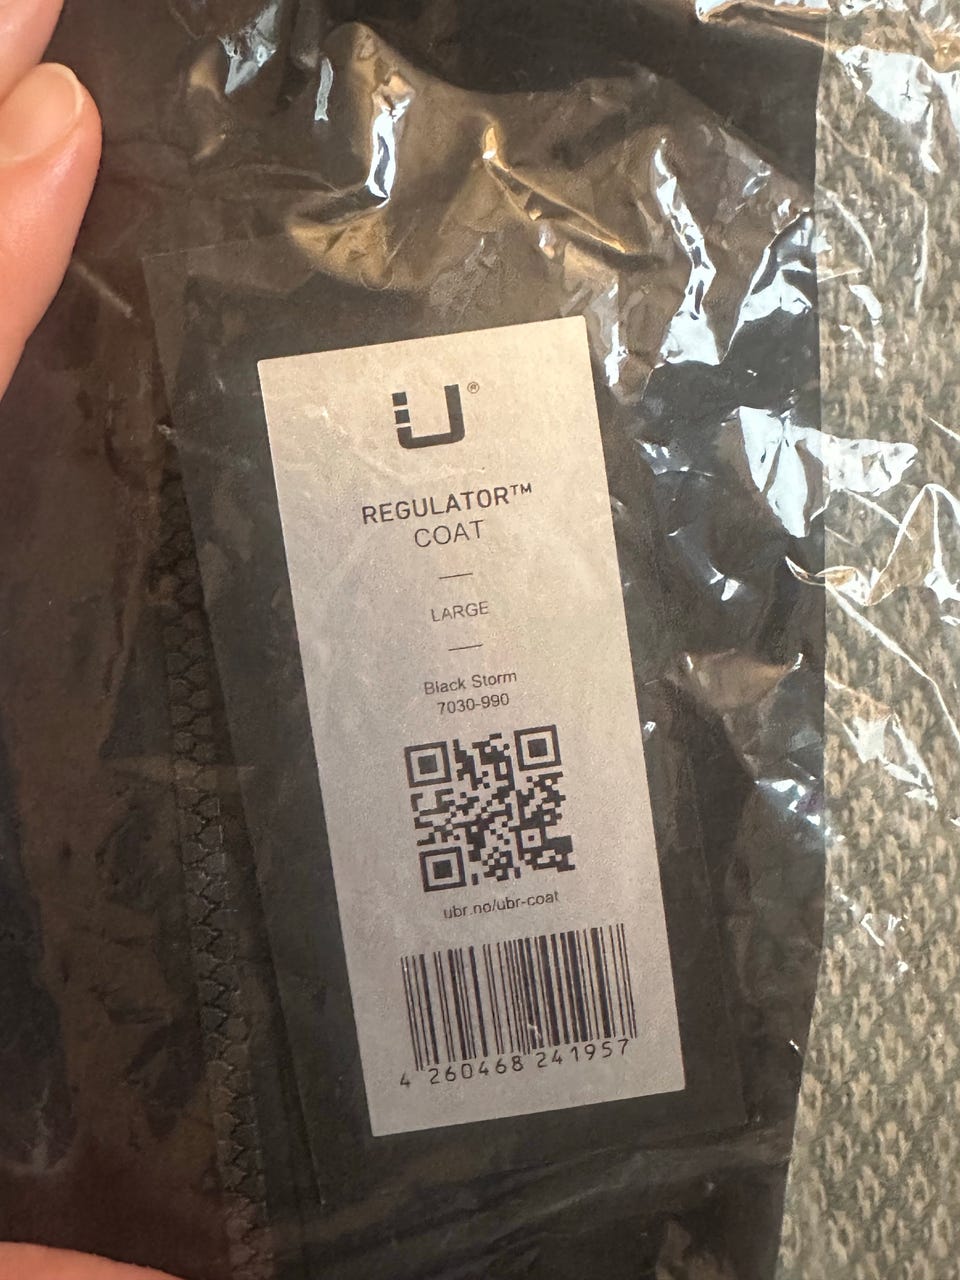 U®
REGULATOR™
COAT
LARGE
Black Storm
7030-990
ubr.no/ubr-coat
4 260468 241957